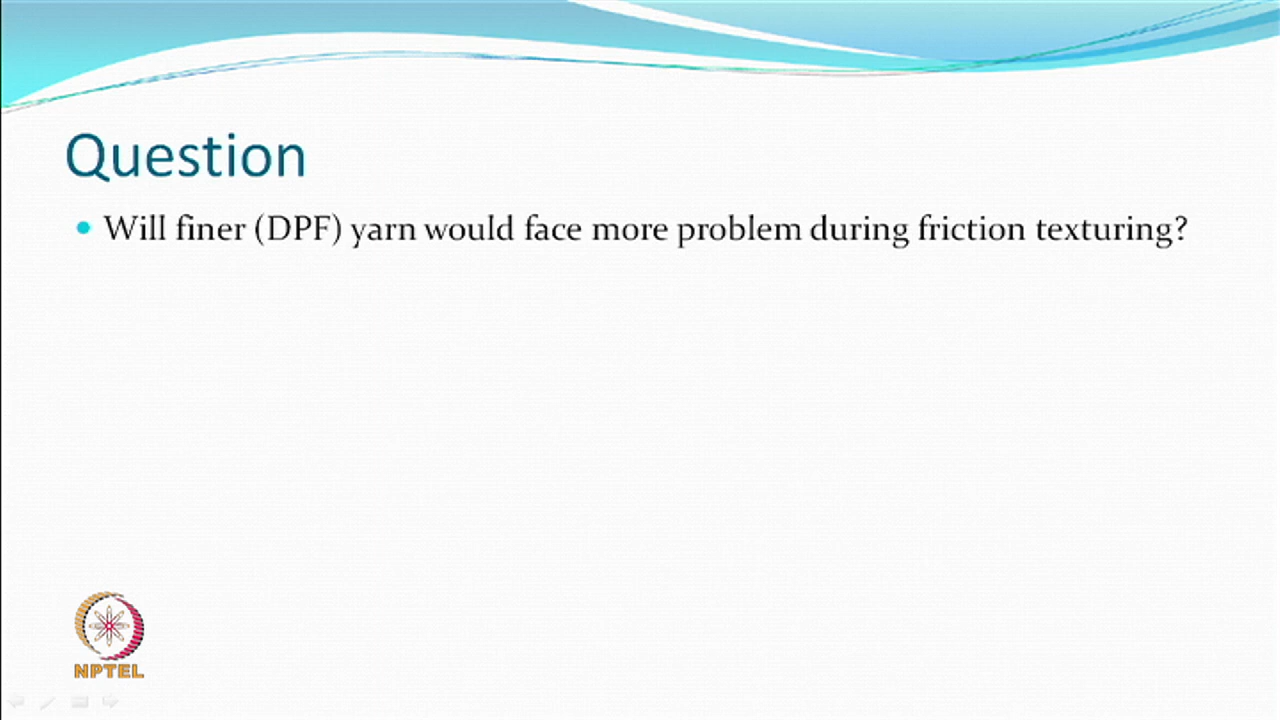 Question
Will finer (DPF) yarn would face more problem during friction texturing?
NPTEL